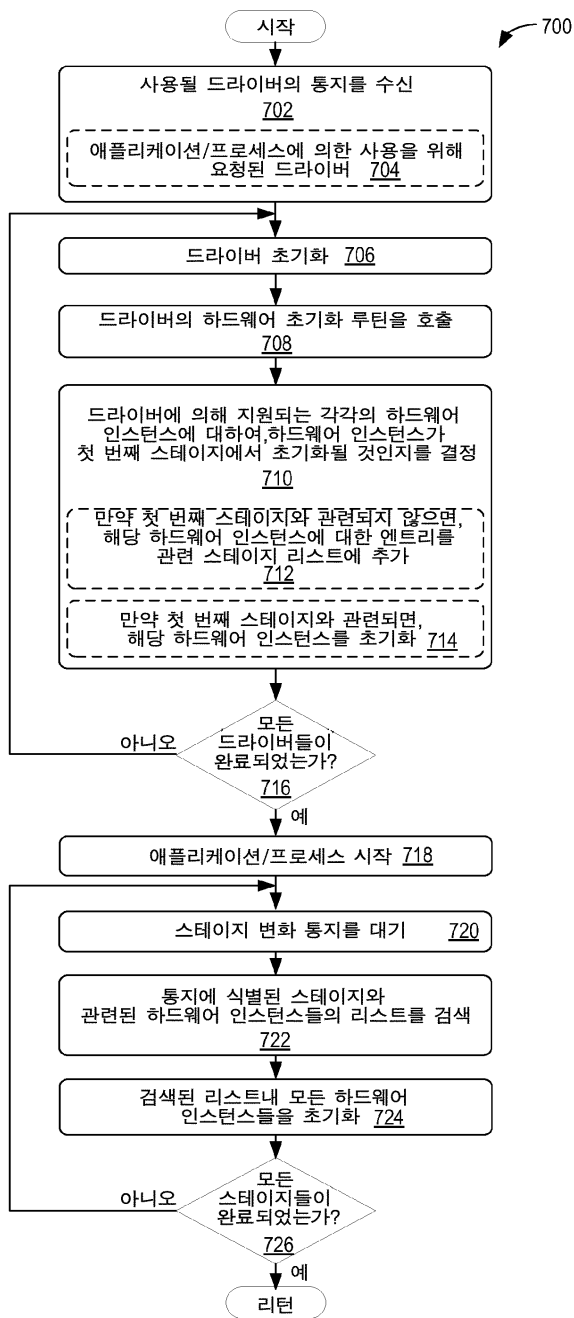 시작
700
사용될 드라이버의 통지를 수신
702
애플리케이션/프로세스에 의한 사용을 위해
요청된 드라이버 704
드라이버 초기화 706
드라이버의 하드웨어 초기화 루틴을 호출
708
드라이버에 의해 지원되는 각각의 하드웨어
인스턴스에 대하여,하드웨어 인스턴스가
첫 번째 스테이지에서 초기화될 것인지를 결정
710
만약 첫 번째 스테이지와 관련되지 않으면,
해당 하드웨어 인스턴스에 대한 엔트리를
관련 스테이지 리스트에 추가
712
만약 첫 번째 스테이지와 관련되면,
해당 하드웨어 인스턴스를 초기화 714
모든
아니오 드라이버들이
완료되었는가?
716
예
애플리케이션/프로세스 시작 718
스테이지 변화 통지를 대기 720
통지에 식별된 스테이지와
관련된 하드웨어 인스턴스들의 리스트를 검색
722
검색된 리스트내 모든 하드웨어
인스턴스들을 초기화 724
모든
아니오 스테이지들이
완료되었는가?
726
예
리턴